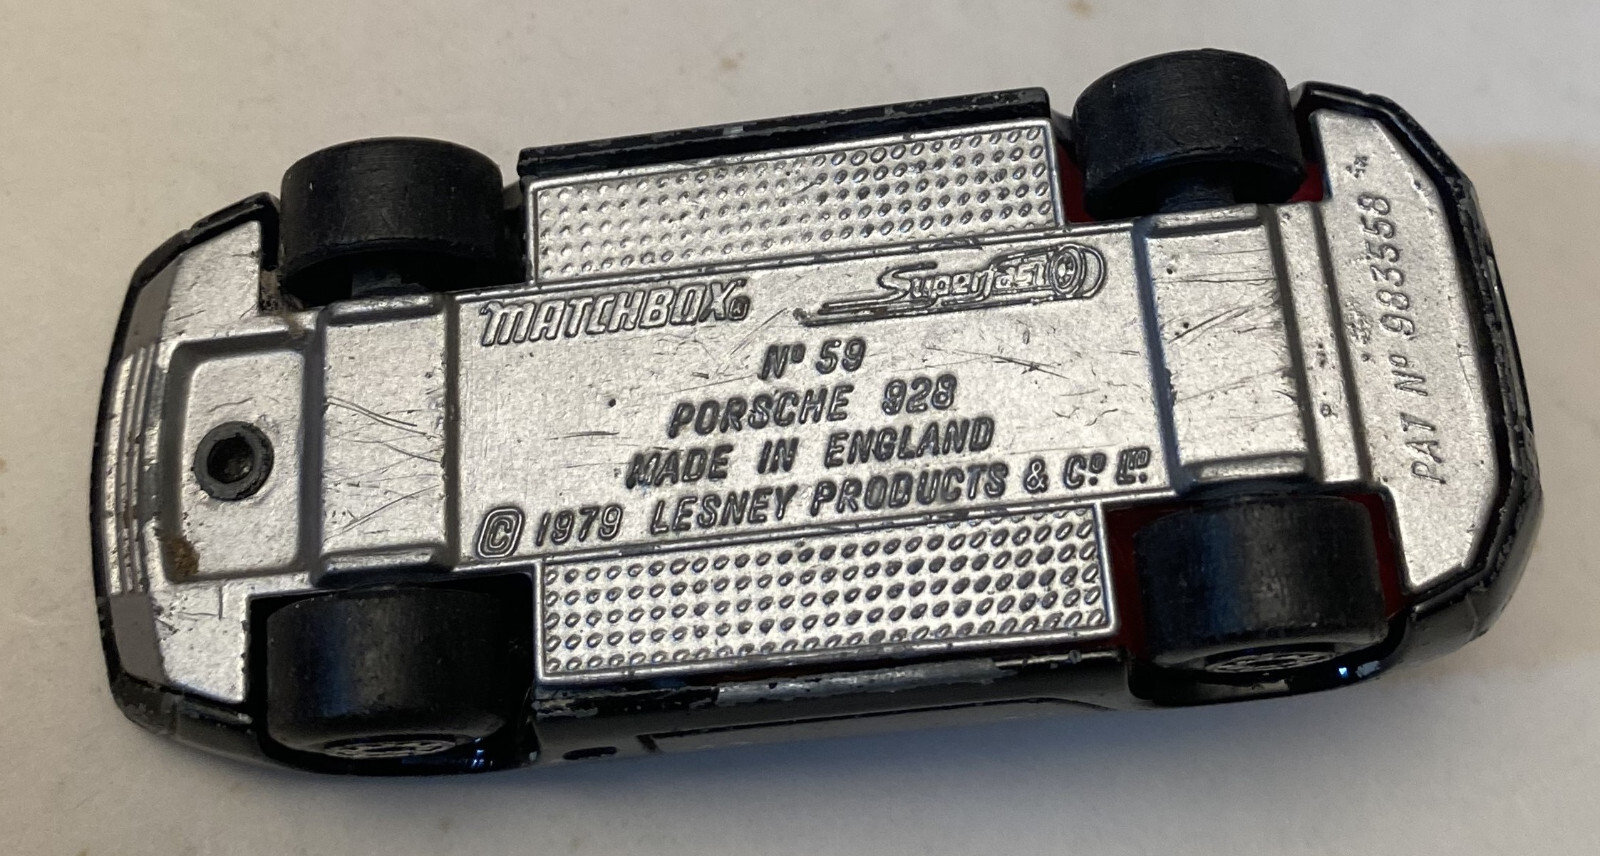 "MATCHBOX"® Superfast
Nº 59
PORSCHE 928
MADE IN ENGLAND
© 1979 LESNEY PRODUCTS & Cº Lᵀᴰ
PAT Nº 983558